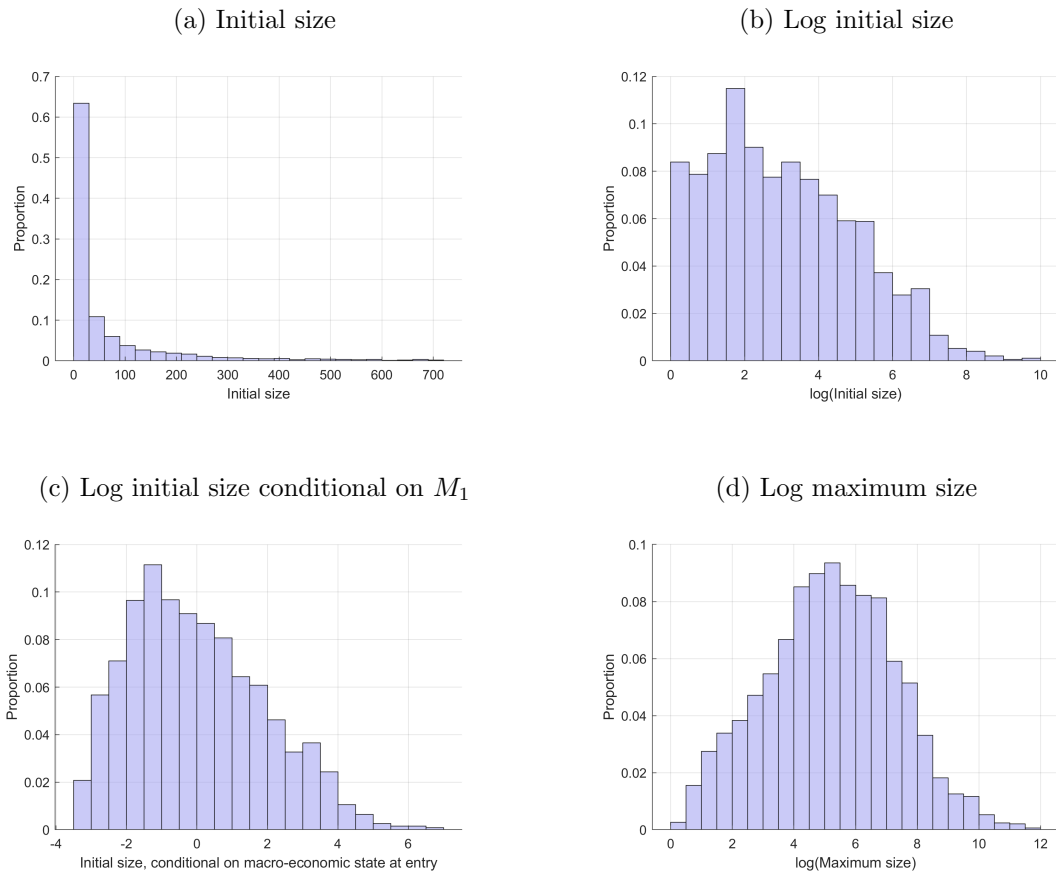 (a) Initial size
0.7
0.6
0.5
0.4
0.3
0.2
0.1
0
Proportion
0 100 200 300 400 500 600 700
Initial size
(b) Log initial size
0.12
0.1
0.08
0.06
0.04
0.02
0
Proportion
0 2 4 6 8 10
log(Initial size)
(c) Log initial size conditional on M₁
0.12
0.1
0.08
0.06
0.04
0.02
0
Proportion
-4 -2 0 2 4 6
Initial size, conditional on macro-economic state at entry
(d) Log maximum size
0.1
0.08
0.06
0.04
0.02
0
Proportion
0 2 4 6 8 10 12
log(Maximum size)